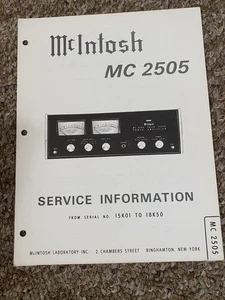 McIntosh
MC 2505
SERVICE INFORMATION
FROM SERIAL NO. 15K01 TO 18K50
MC 2505
McINTOSH LABORATORY INC. 2 CHAMBERS STREET BINGHAMTON, NEW YORK